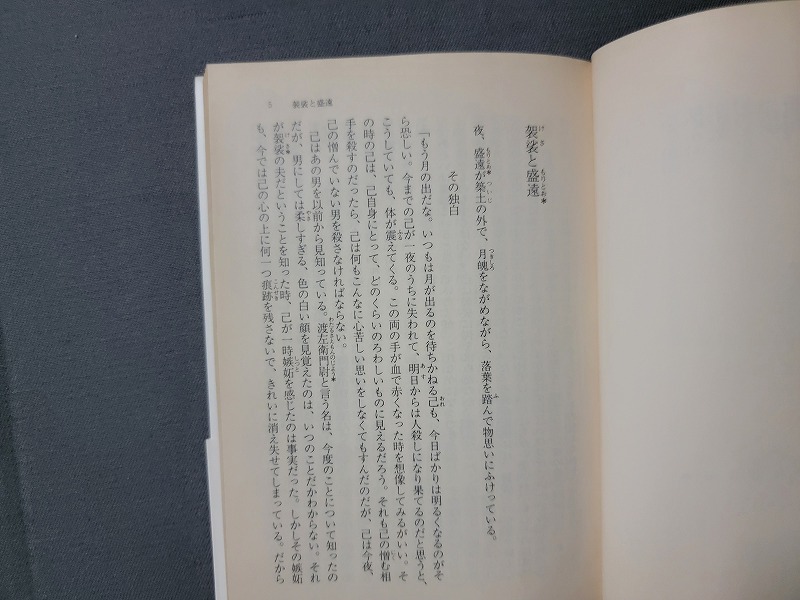 5　袈裟と盛遠
袈裟と盛遠*
夜、盛遠が築土の外で、月魄をながめながら、落葉を踏んで物思いにふけっている。
その独白
「もう月の出だな。いつもは月が出るのを待ちかねる己も、今日ばかりは明るくなるのがそ
ら恐しい。今までの己が一夜のうちに失われて、明日からは人殺しになり果てるのだと思うと、
こうしていても、体が震えてくる。この両の手が血で赤くなった時を想像してみるがいい。そ
の時の己は、己自身にとって、どのくらいのろわしいものに見えるだろう。それも己の憎む相
手を殺すのだったら、己は何もこんなに心苦しい思いをしなくてもすんだのだが、己は今夜、
己の憎んでいない男を殺さなければならない。
己はあの男を以前から見知っている。渡左衛門尉*と言う名は、今度のことについて知ったの
だが、男にしては柔しすぎる、色の白い顔を見覚えたのは、いつのことだかわからない。それ
が袈裟*の夫だということを知った時、己が一時嫉妬を感じたのは事実だった。しかしその嫉妬
も、今では己の心の上に何一つ痕跡を残さないで、きれいに消え失せてしまっている。だから